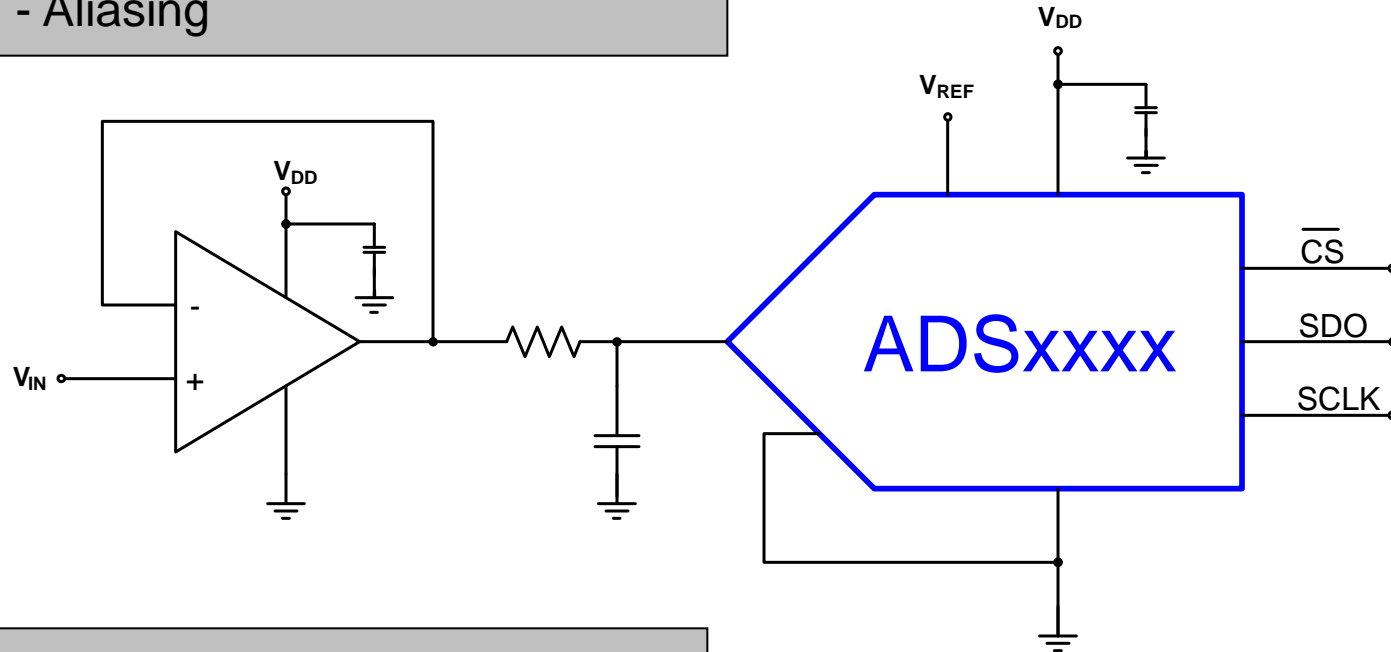 - Aliasing
VDD
VREF
VDD
-
VIN
+
ADSxxxx
CS
SDO
SCLK